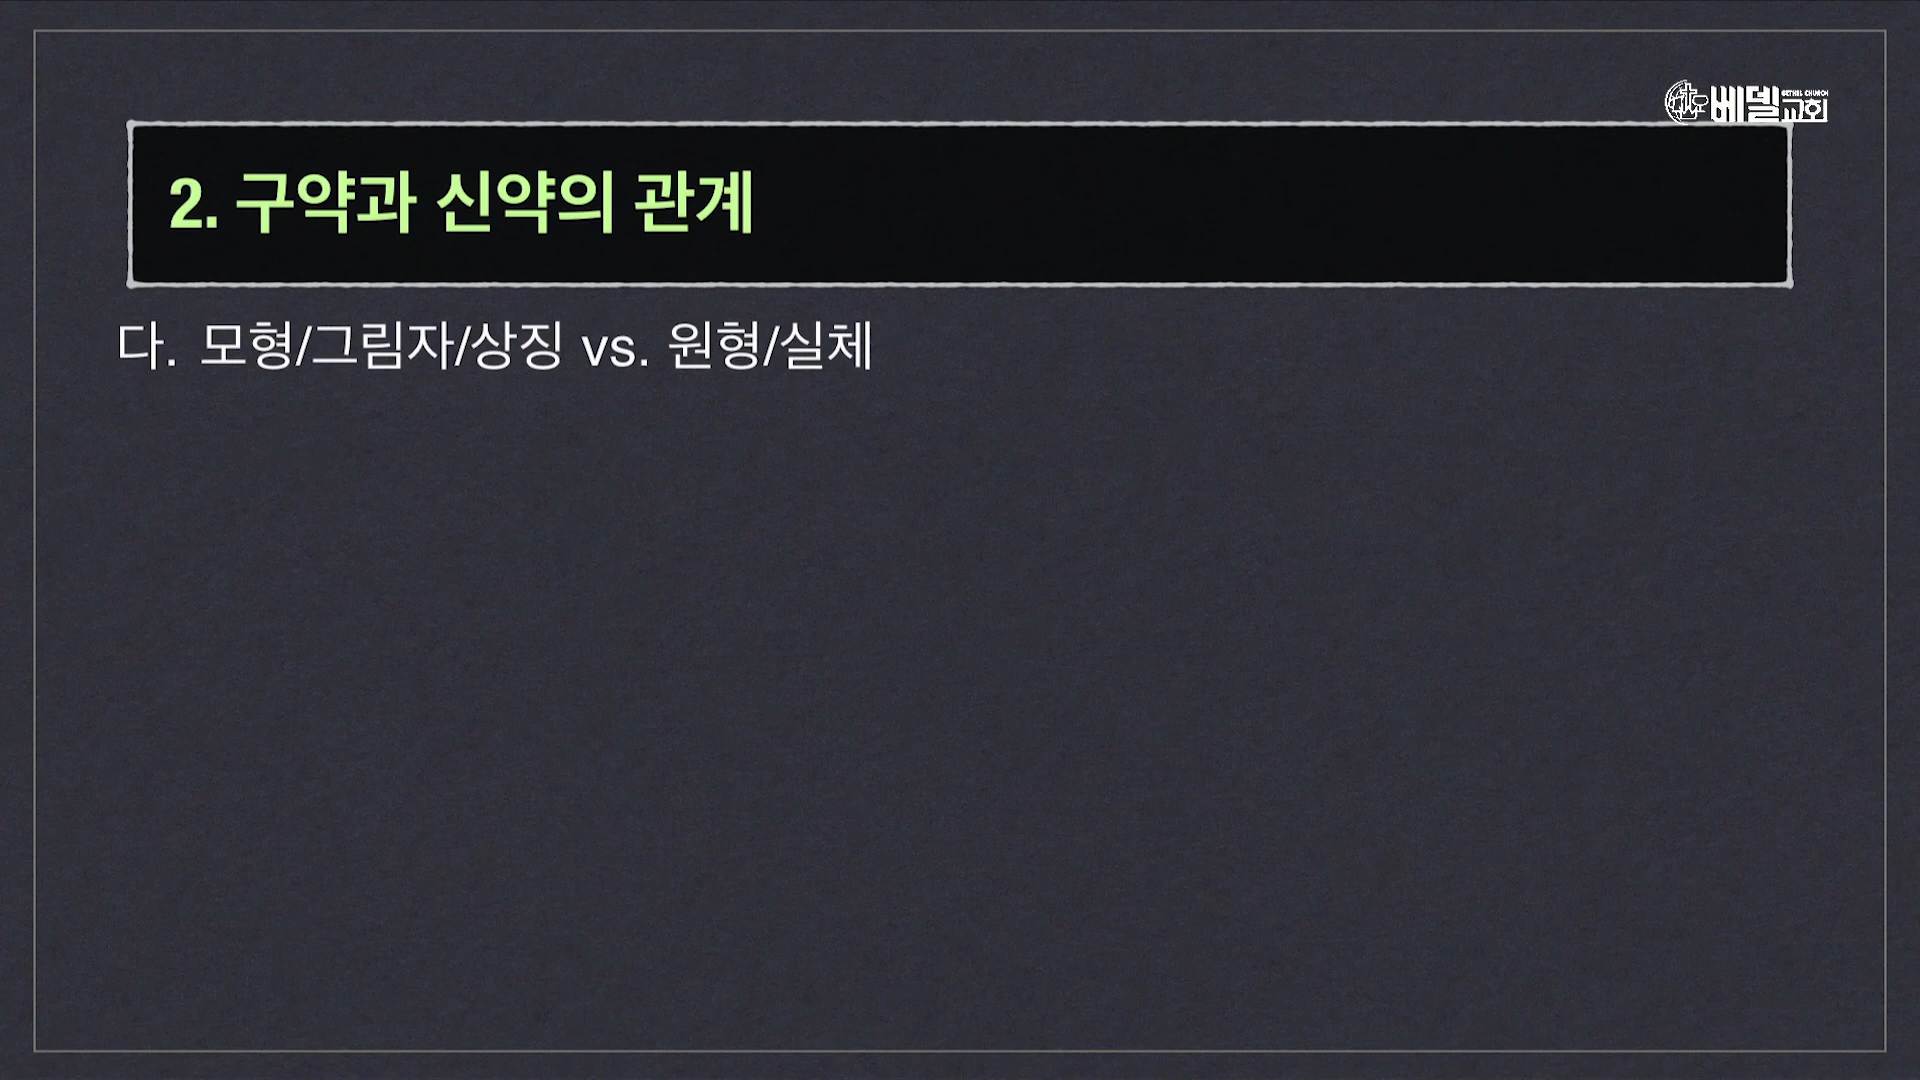 베델교회
BETHEL CHURCH
2. 구약과 신약의 관계
다. 모형/그림자/상징 vs. 원형/실체